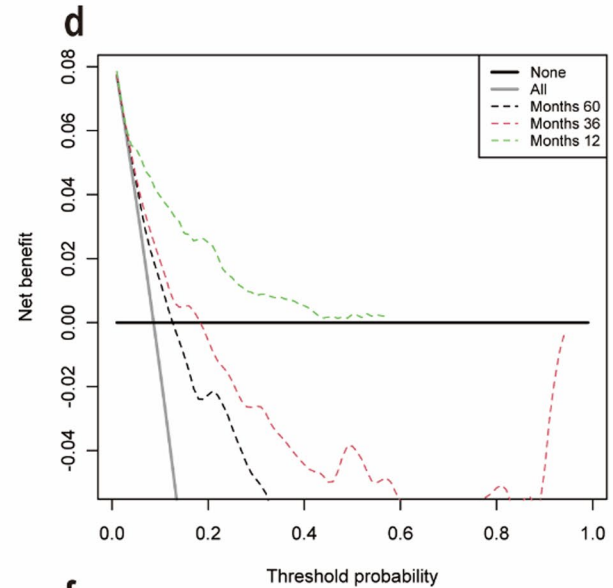 d
None
All
Months 60
Months 36
Months 12
0.08
0.06
0.04
0.02
0.00
-0.02
-0.04
Net benefit
0.0 0.2 0.4 0.6 0.8 1.0
Threshold probability